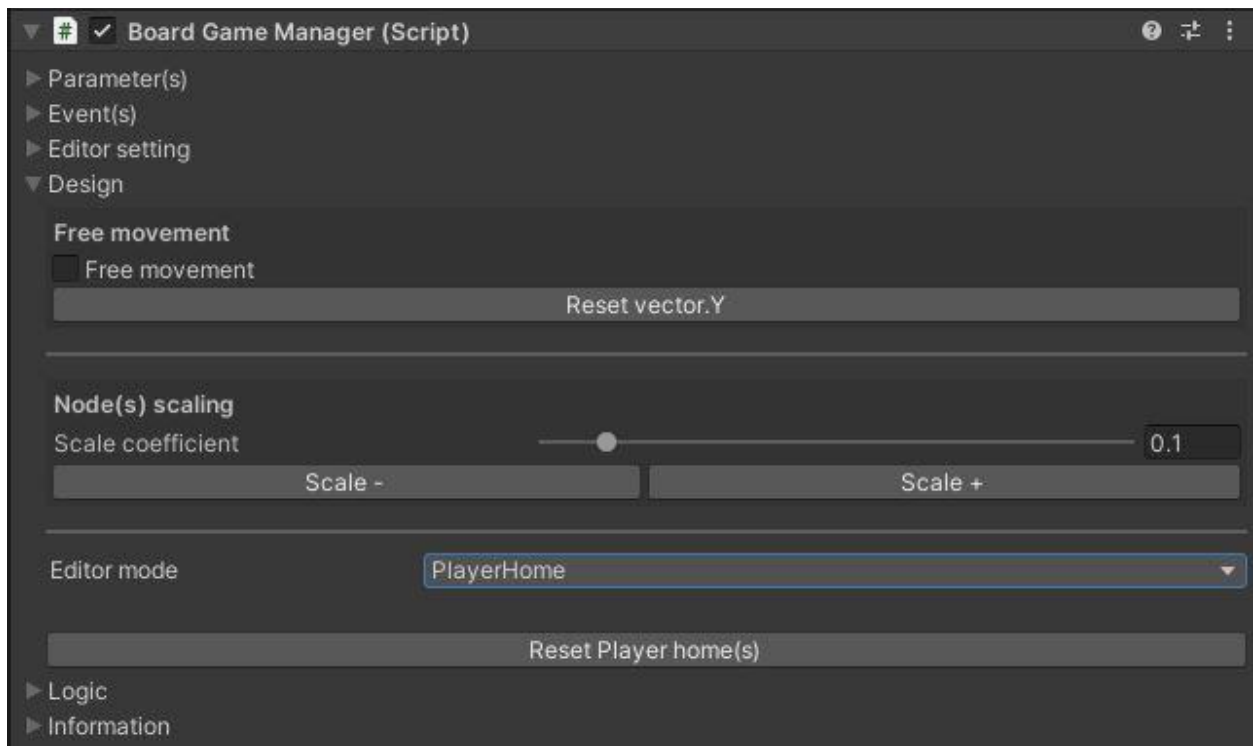 # Board Game Manager (Script)
Parameter(s)
Event(s)
Editor setting
Design
Free movement
Free movement
Reset vector.Y
Node(s) scaling
Scale coefficient 0.1
Scale - Scale +
Editor mode PlayerHome
Reset Player home(s)
Logic
Information